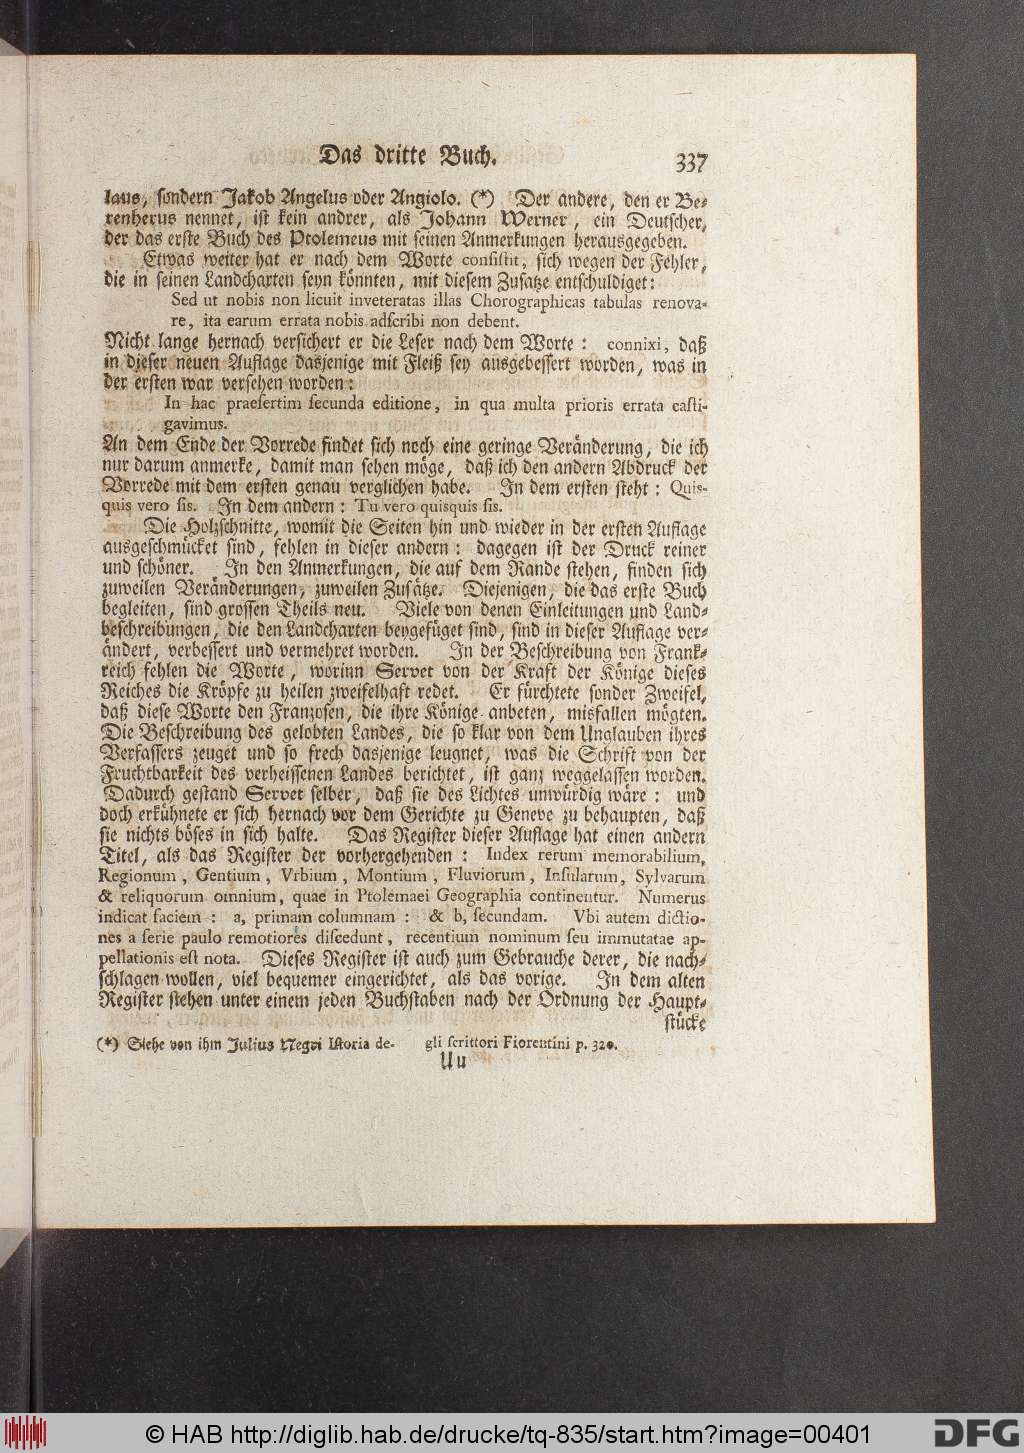 Das dritte Buch. 337
laus, sondern Jakob Angelus oder Angiolo. (*) Der andere, den er Be-
renherus nennet, ist kein andrer, als Johann Werner, ein Deutscher,
der das erste Buch des Ptolemeus mit seinen Anmerkungen herausgegeben.
Etwas weiter hat er nach dem Worte consistit, sich wegen der Fehler,
die in seinen Landcharten seyn könnten, mit diesem Zusatze entschuldiget:
Sed ut nobis non licuit inveteratas illas Chorographicas tabulas renova-
re, ita earum errata nobis adscribi non debent.
Nicht lange hernach versichert er die Leser nach dem Worte: connixi, daß
in dieser neuen Auflage dasjenige mit Fleiß sey ausgebessert worden, was in
der ersten war versehen worden:
In hac praesertim secunda editione, in qua multa prioris errata casti-
gavimus.
An dem Ende der Vorrede findet sich noch eine geringe Veränderung, die ich
nur darum anmerke, damit man sehen möge, daß ich den andern Abdruck der
Vorrede mit dem ersten genau verglichen habe. In dem ersten steht: Quis-
quis vero sis. In dem andern: Tu vero quisquis sis.
Die Holzschnitte, womit die Seiten hin und wieder in der ersten Auflage
ausgeschmücket sind, fehlen in dieser andern: dagegen ist der Druck reiner
und schöner. In den Anmerkungen, die auf dem Rande stehen, finden sich
zuweilen Veränderungen, zuweilen Zusätze. Diejenigen, die das erste Buch
begleiten, sind grossen Theils neu. Viele von denen Einleitungen und Land-
beschreibungen, die den Landcharten beygefüget sind, sind in dieser Auflage ver-
ändert, verbessert und vermehret worden. In der Beschreibung von Frank-
reich fehlen die Worte, worinn Servet von der Kraft der Könige dieses
Reiches die Kröpfe zu heilen zweifelhaft redet. Er fürchtete sonder Zweifel,
daß diese Worte den Franzosen, die ihre Könige anbeten, misfallen mögten.
Die Beschreibung des gelobten Landes, die so klar von dem Unglauben ihres
Verfassers zeuget und so frech dasjenige leugnet, was die Schrift von der
Fruchtbarkeit des verheissenen Landes berichtet, ist ganz weggelassen worden.
Dadurch gestand Servet selber, daß sie des Lichtes unwürdig wäre: und
doch erkühnete er sich hernach vor dem Gerichte zu Geneve zu behaupten, daß
sie nichts böses in sich halte. Das Register dieser Auflage hat einen andern
Titel, als das Register der vorhergehenden: Index rerum memorabilium,
Regionum, Gentium, Vrbium, Montium, Fluviorum, Insularum, Sylvarum
& reliquorum omnium, quae in Ptolemaei Geographia continentur. Numerus
indicat faciem: a, primam columnam: & b, secundam. Vbi autem dictio-
nes a serie paulo remotiores discedunt, recentium nominum seu immutatae ap-
pellationis est nota. Dieses Register ist auch zum Gebrauche derer, die nach-
schlagen wollen, viel bequemer eingerichtet, als das vorige. In dem alten
Register stehen unter einem jeden Buchstaben nach der Ordnung der Haupt-
stücke
(*) Siehe von ihm Julius Negri Istoria de- gli scrittori Fiorentini p. 320.
Uu
© HAB http://diglib.hab.de/drucke/tq-835/start.htm?image=00401
DFG